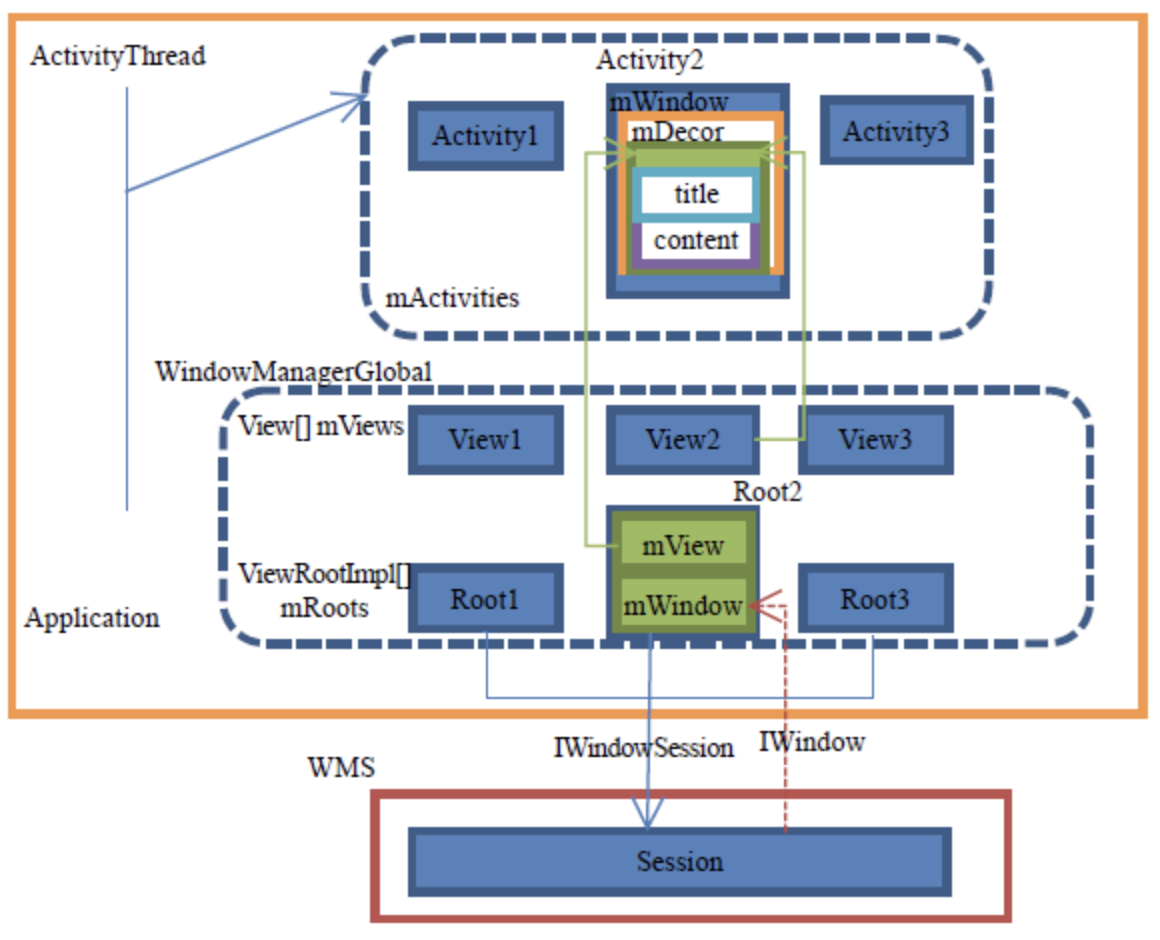 ActivityThread
Activity2
mWindow
mDecor
Activity1
Activity3
title
content
mActivities
WindowManagerGlobal
View[] mViews
View1
View2
View3
Root2
mView
ViewRootImpl[]
mRoots
Root1
mWindow
Root3
Application
IWindowSession
IWindow
WMS
Session